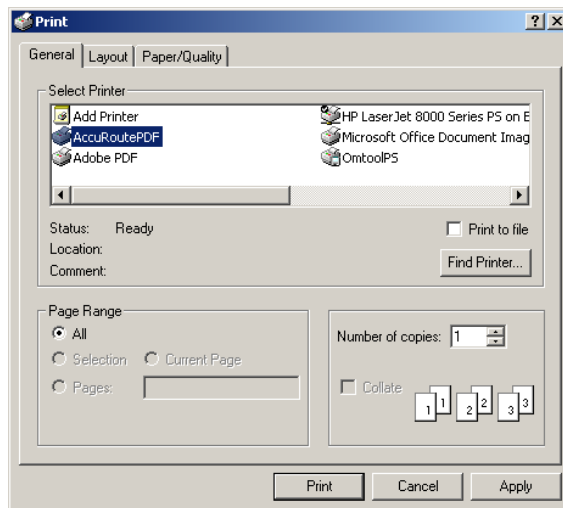 Print
General Layout Paper/Quality
Select Printer
Add Printer HP LaserJet 8000 Series PS on E
AccuRoutePDF Microsoft Office Document Imag
Adobe PDF OmtoolPS
Status: Ready Print to file
Location:
Comment: Find Printer...
Page Range
All Number of copies: 1
Selection Current Page
Pages: Collate
1 1 2 2 3 3
Print Cancel Apply